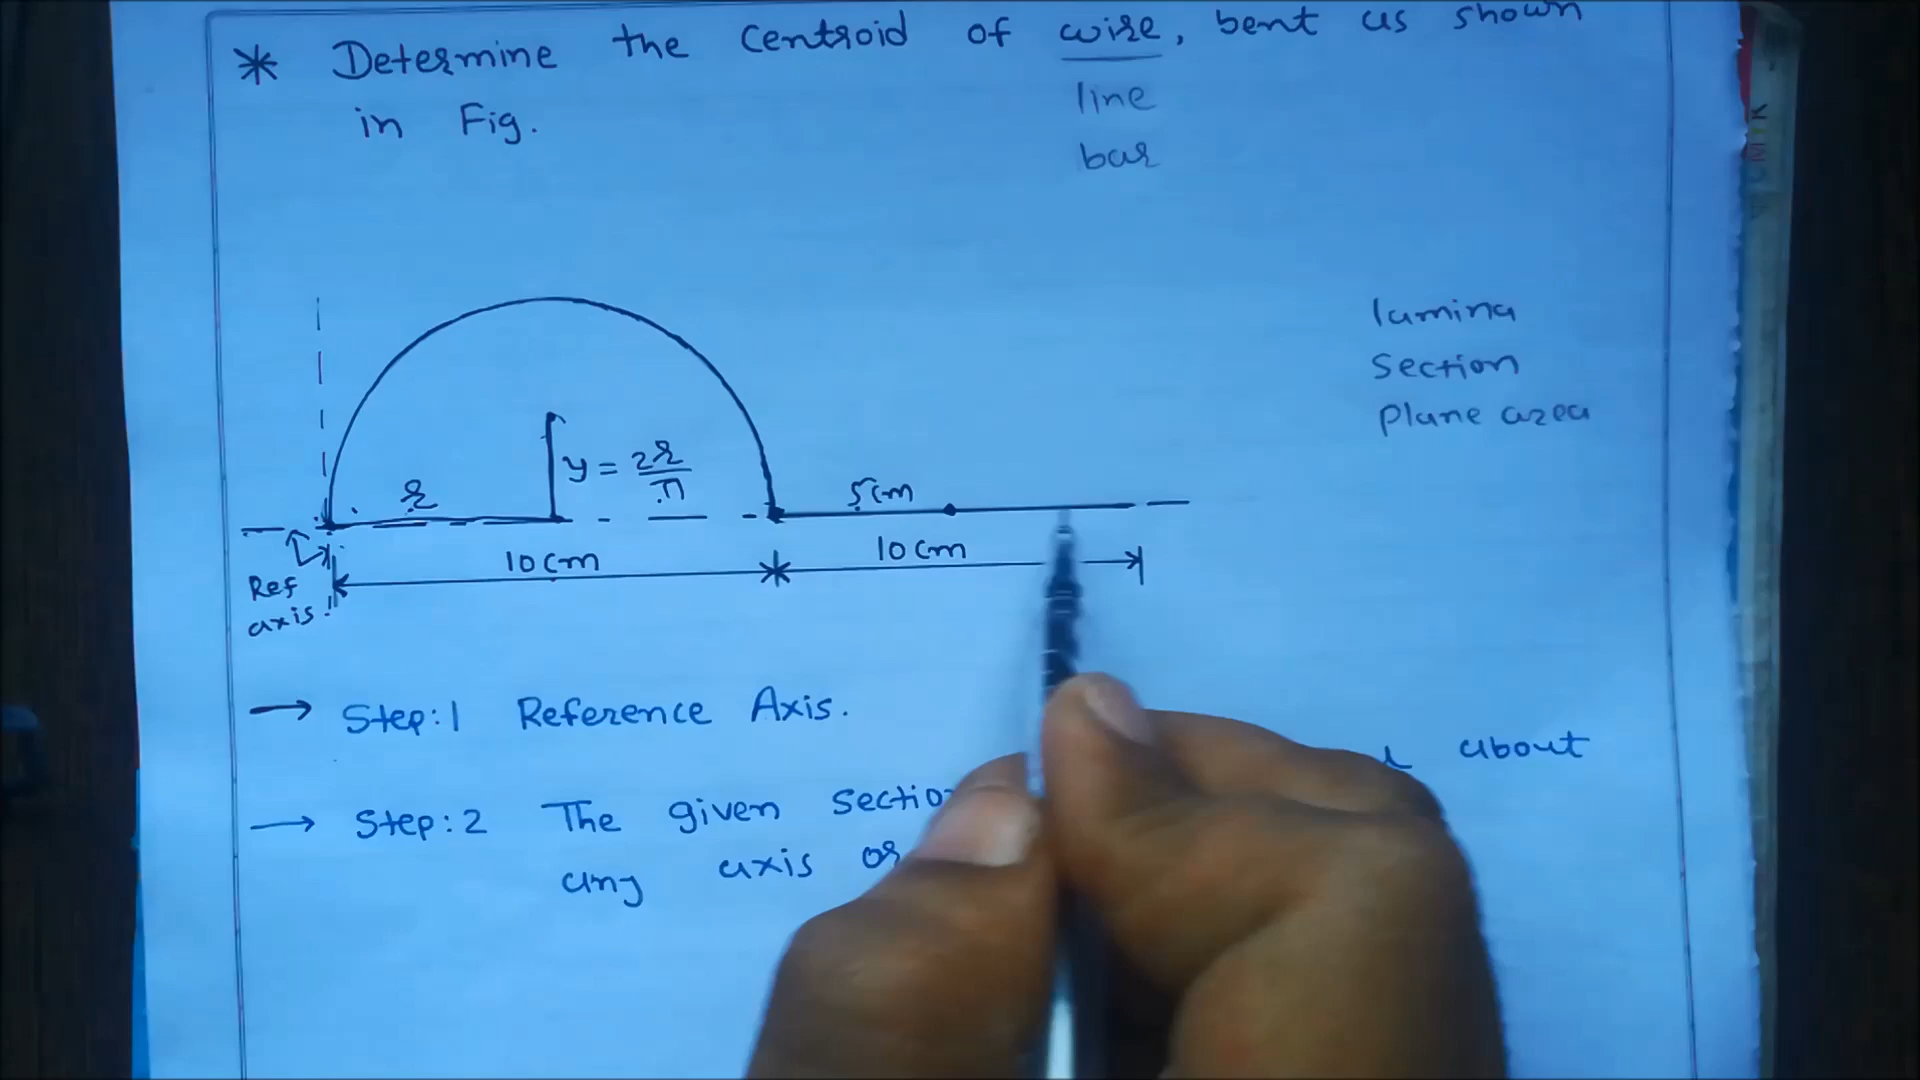 * Determine the Centroid of wire, bent as shown
in Fig.
line
bar
lamina
Section
Plane area
r
y = 2r/π
5cm
10cm
10cm
Ref
axis
→ Step:1 Reference Axis.
about
→ Step:2 The given
any axis or